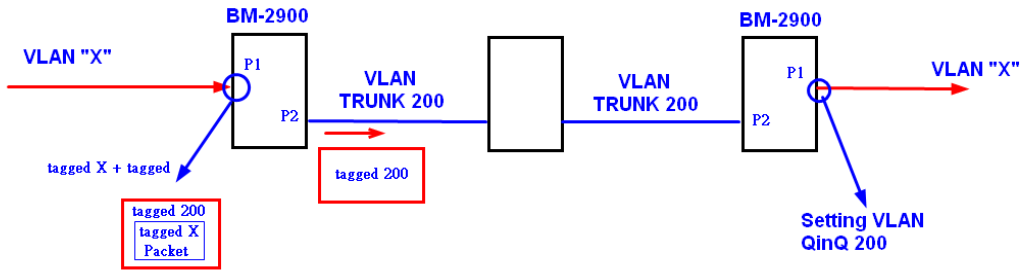 BM-2900
BM-2900
VLAN "X"
P1
P2
VLAN
TRUNK 200
VLAN
TRUNK 200
P1
P2
VLAN "X"
tagged X + tagged
tagged 200
tagged 200
tagged X
Packet
Setting VLAN
QinQ 200